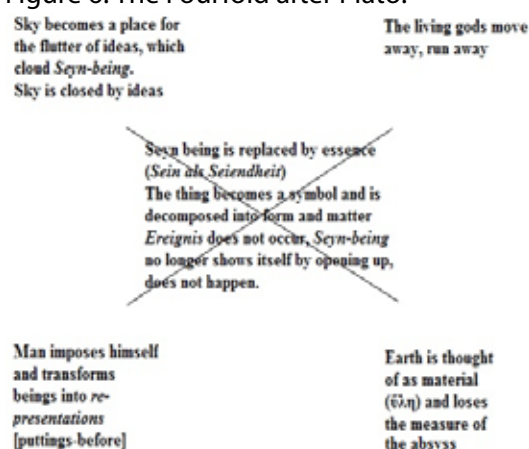 Figure 6. The Fourfold after Plato.
Sky becomes a place for
the flutter of ideas, which
cloud Seyn-being.
Sky is closed by ideas
The living gods move
away, run away
Seyn being is replaced by essence
(Sein als Seiendheit)
The thing becomes a symbol and is
decomposed into form and matter
Ereignis does not occur, Seyn-being
no longer shows itself by opening up,
does not happen.
Man imposes himself
and transforms
beings into re-
presentations
[puttings-before]
Earth is thought
of as material
(ὕλη) and loses
the measure of
the abyss